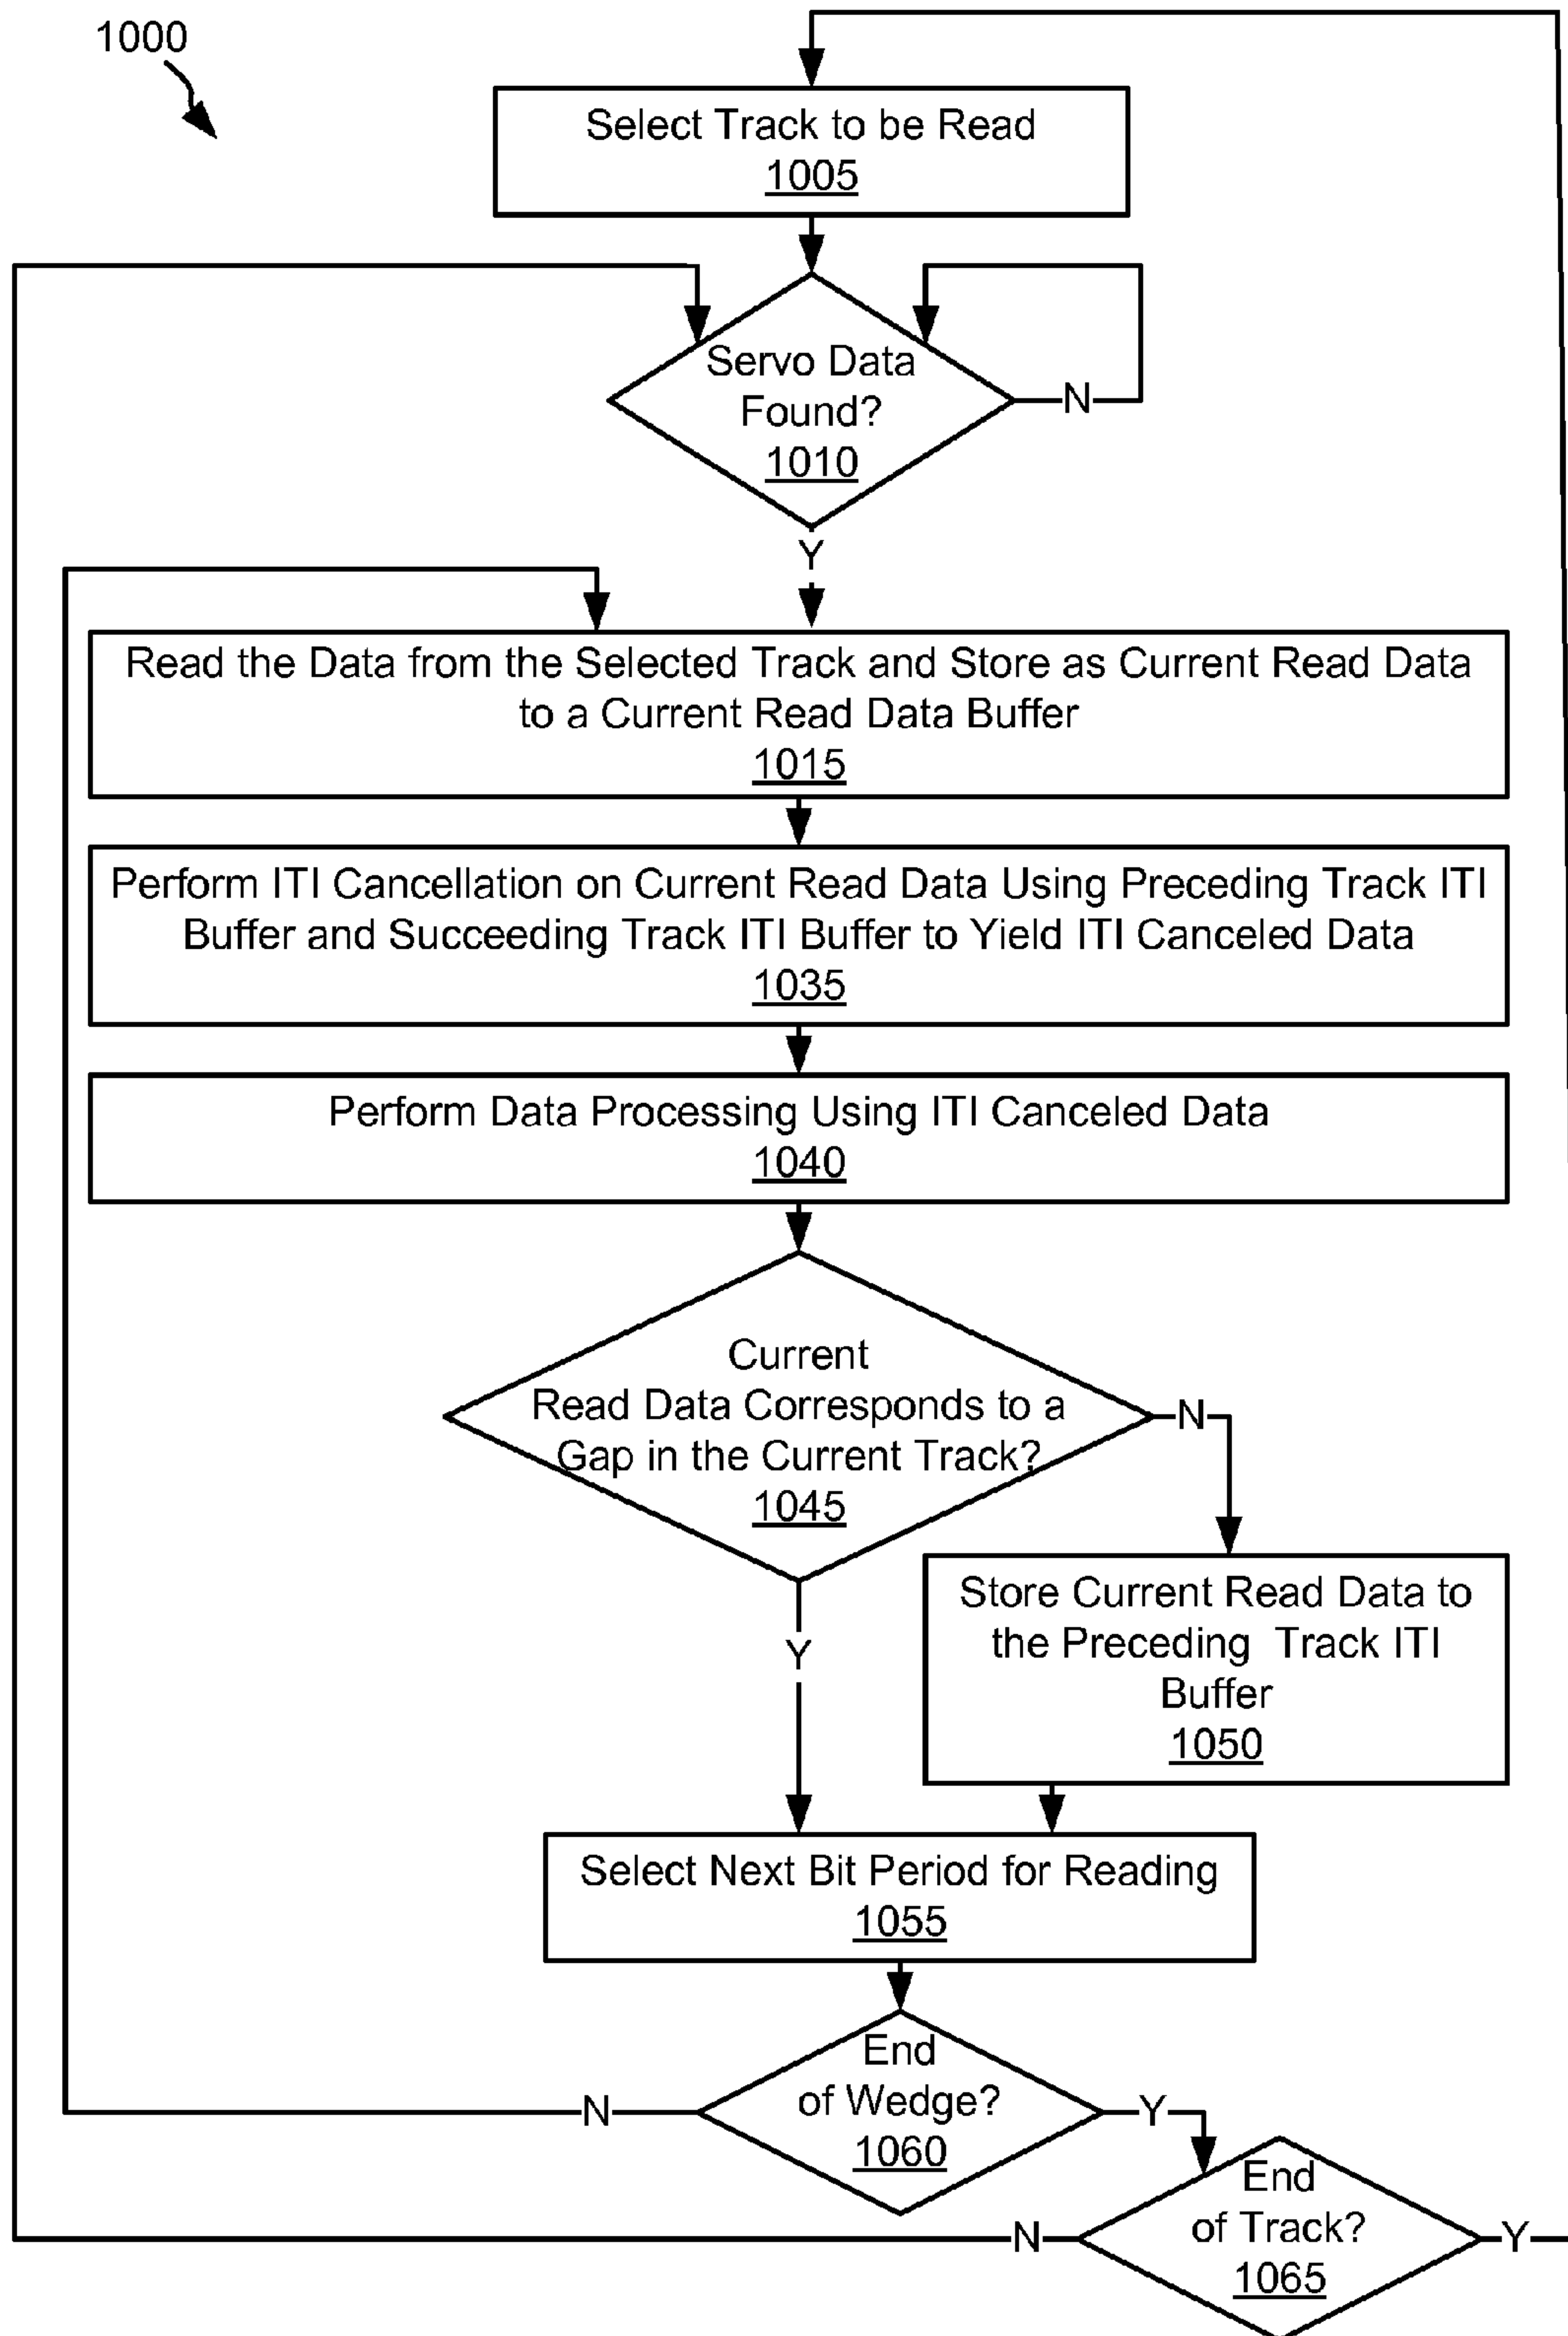 1000
Select Track to be Read
1005
Servo Data
Found?
1010
N
Y
Read the Data from the Selected Track and Store as Current Read Data
to a Current Read Data Buffer
1015
Perform ITI Cancellation on Current Read Data Using Preceding Track ITI
Buffer and Succeeding Track ITI Buffer to Yield ITI Canceled Data
1035
Perform Data Processing Using ITI Canceled Data
1040
Current
Read Data Corresponds to a
Gap in the Current Track?
1045
N
Y
Store Current Read Data to
the Preceding Track ITI
Buffer
1050
Select Next Bit Period for Reading
1055
End
of Wedge?
1060
N
Y
End
of Track?
1065
N
Y